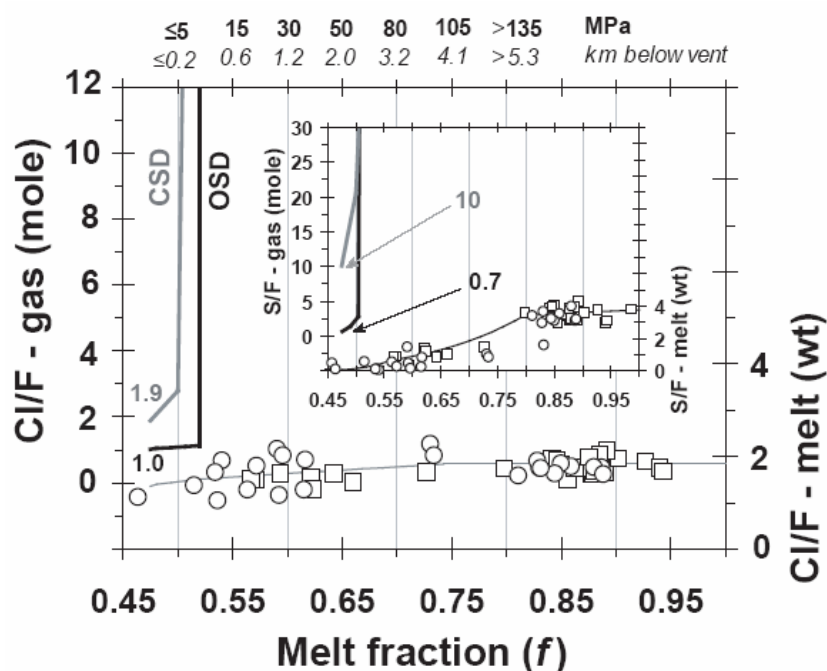 ≤5 15 30 50 80 105 >135 MPa
≤0.2 0.6 1.2 2.0 3.2 4.1 >5.3 km below vent
Cl/F - gas (mole)
12
10
8
6
4
2
0
CSD
OSD
1.9
1.0
S/F - gas (mole)
30
25
20
15
10
5
0
10
0.7
4
2
0
S/F - melt (wt)
0.45 0.55 0.65 0.75 0.85 0.95
4
2
0
Cl/F - melt (wt)
0.45 0.55 0.65 0.75 0.85 0.95
Melt fraction (f)